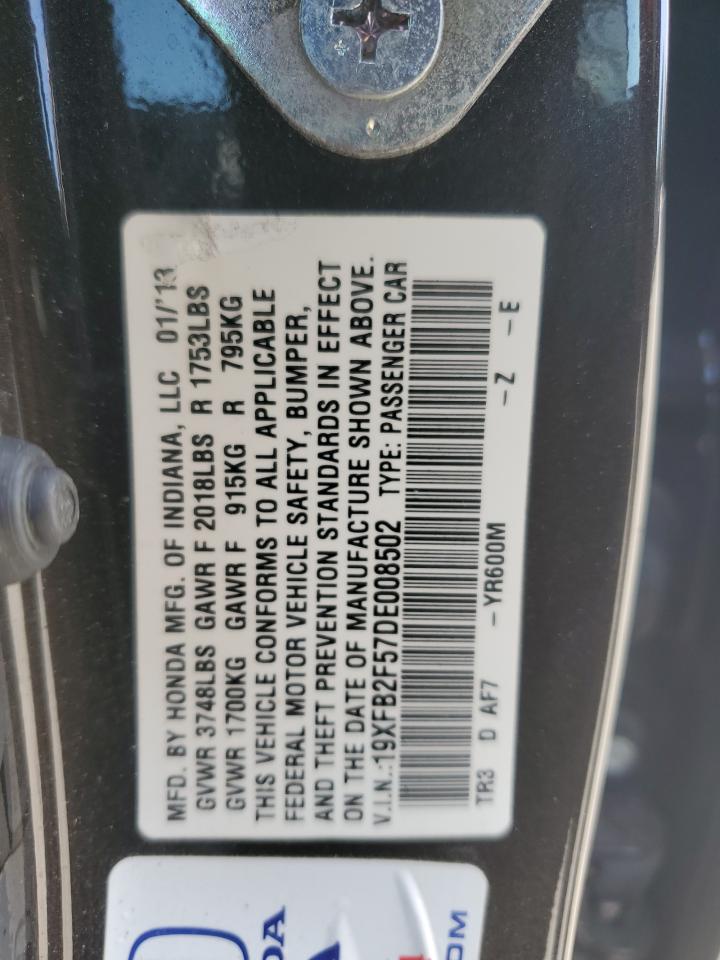 MFD. BY HONDA MFG. OF INDIANA, LLC 01/'13
GVWR 3748LBS GAWR F 2018LBS R 1753LBS
GVWR 1700KG GAWR F 915KG R 795KG
THIS VEHICLE CONFORMS TO ALL APPLICABLE
FEDERAL MOTOR VEHICLE SAFETY, BUMPER,
AND THEFT PREVENTION STANDARDS IN EFFECT
ON THE DATE OF MANUFACTURE SHOWN ABOVE.
V.I.N.:19XFB2F57DE008502 TYPE: PASSENGER CAR
TR3 D AF7 -YR600M -Z -E